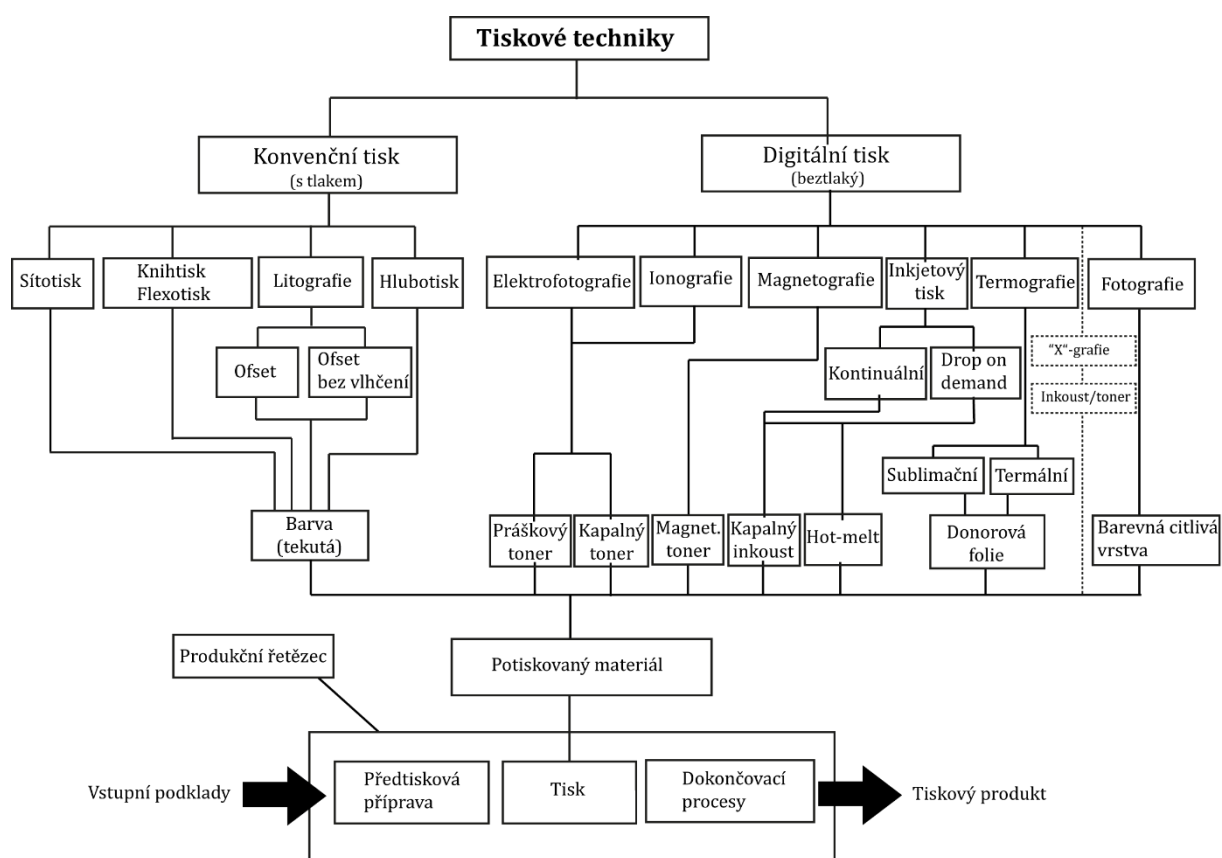 Tiskové techniky
Konvenční tisk
(s tlakem)
Digitální tisk
(beztlaký)
Sítotisk
Knihtisk
Flexotisk
Litografie
Hlubotisk
Elektrofotografie
Ionografie
Magnetografie
Inkjetový
tisk
Termografie
Fotografie
Ofset
Ofset
bez vlhčení
Kontinuální
Drop on
demand
"X"-grafie
Inkoust/toner
Sublimační
Termální
Barva
(tekutá)
Práškový
toner
Kapalný
toner
Magnet.
toner
Kapalný
inkoust
Hot-melt
Donorová
folie
Barevná citlivá
vrstva
Produkční řetězec
Potiskovaný materiál
Vstupní podklady
Předtisková
příprava
Tisk
Dokončovací
procesy
Tiskový produkt